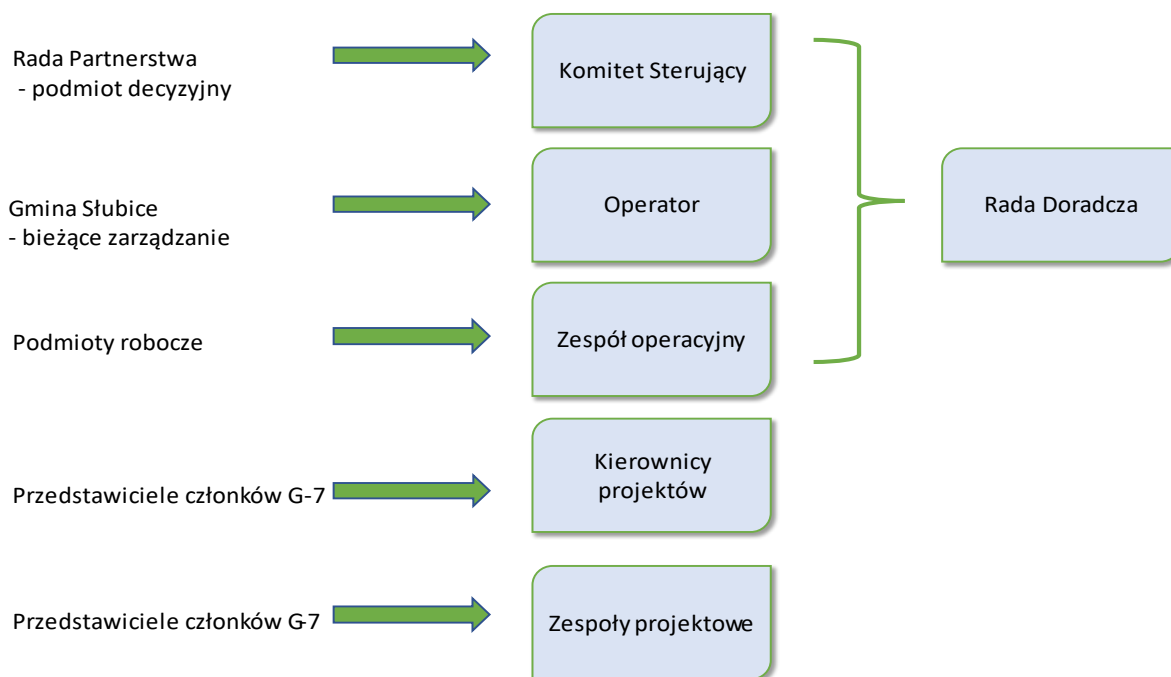 Rada Partnerstwa
- podmiot decyzyjny
Komitet Sterujący
Gmina Słubice
- bieżące zarządzanie
Operator
Rada Doradcza
Podmioty robocze
Zespół operacyjny
Przedstawiciele członków G-7
Kierownicy
projektów
Przedstawiciele członków G-7
Zespoły projektowe